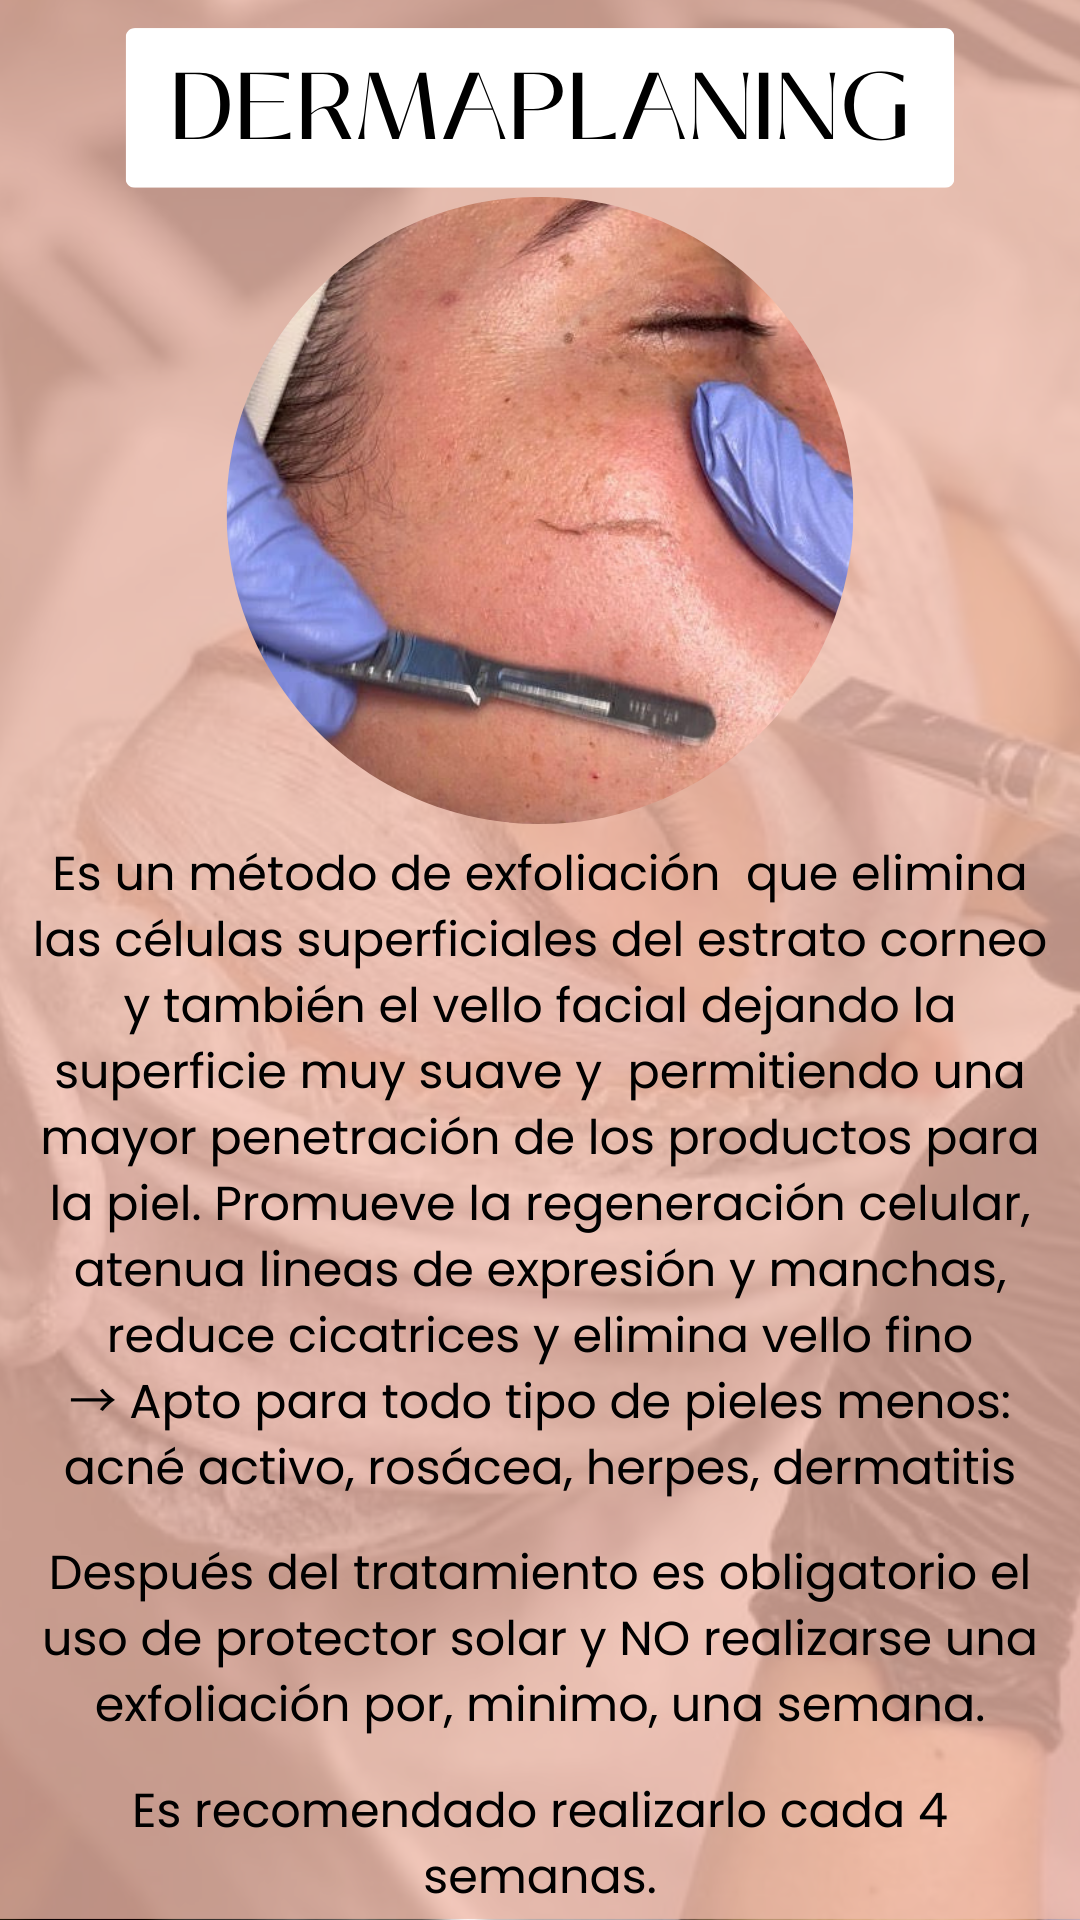 DERMAPLANING
Es un método de exfoliación que elimina
las células superficiales del estrato corneo
y también el vello facial dejando la
superficie muy suave y permitiendo una
mayor penetración de los productos para
la piel. Promueve la regeneración celular,
atenua lineas de expresión y manchas,
reduce cicatrices y elimina vello fino
→ Apto para todo tipo de pieles menos:
acné activo, rosácea, herpes, dermatitis
Después del tratamiento es obligatorio el
uso de protector solar y NO realizarse una
exfoliación por, minimo, una semana.
Es recomendado realizarlo cada 4
semanas.